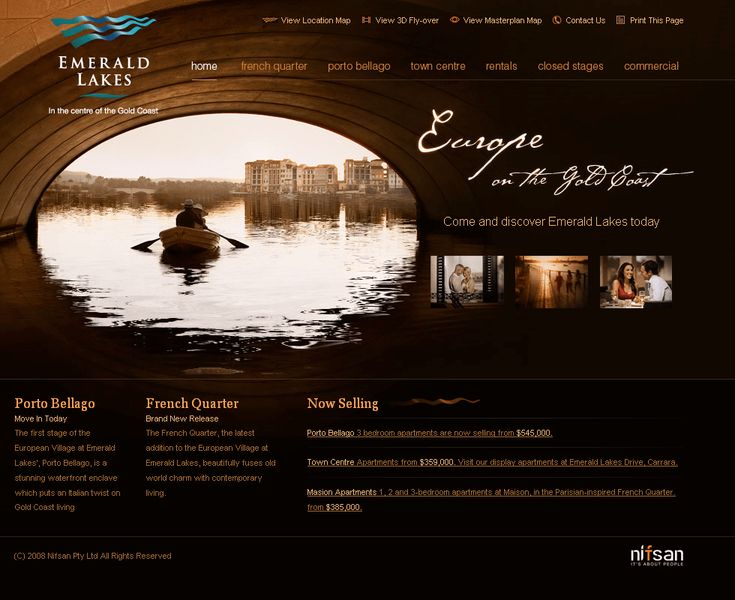 View Location Map
View 3D Fly-over
View Masterplan Map
Contact Us
Print This Page
EMERALD
LAKES
In the centre of the Gold Coast
home
french quarter
porto bellago
town centre
rentals
closed stages
commercial
Europe
on the Gold Coast
Come and discover Emerald Lakes today
Porto Bellago
Move In Today
The first stage of the
European Village at Emerald
Lakes', Porto Bellago, is a
stunning waterfront enclave
which puts an Italian twist on
Gold Coast living
French Quarter
Brand New Release
The French Quarter, the latest
addition to the European Village at
Emerald Lakes, beautifully fuses old
world charm with contemporary
living.
Now Selling
Porto Bellago 3 bedroom apartments are now selling from $545,000.
Town Centre Apartments from $359,000. Visit our display apartments at Emerald Lakes Drive, Carrara.
Masion Apartments 1, 2 and 3-bedroom apartments at Maison, in the Parisian-inspired French Quarter,
from $385,000.
(C) 2008 Nifsan Pty Ltd All Rights Reserved
nifsan
IT'S ABOUT PEOPLE